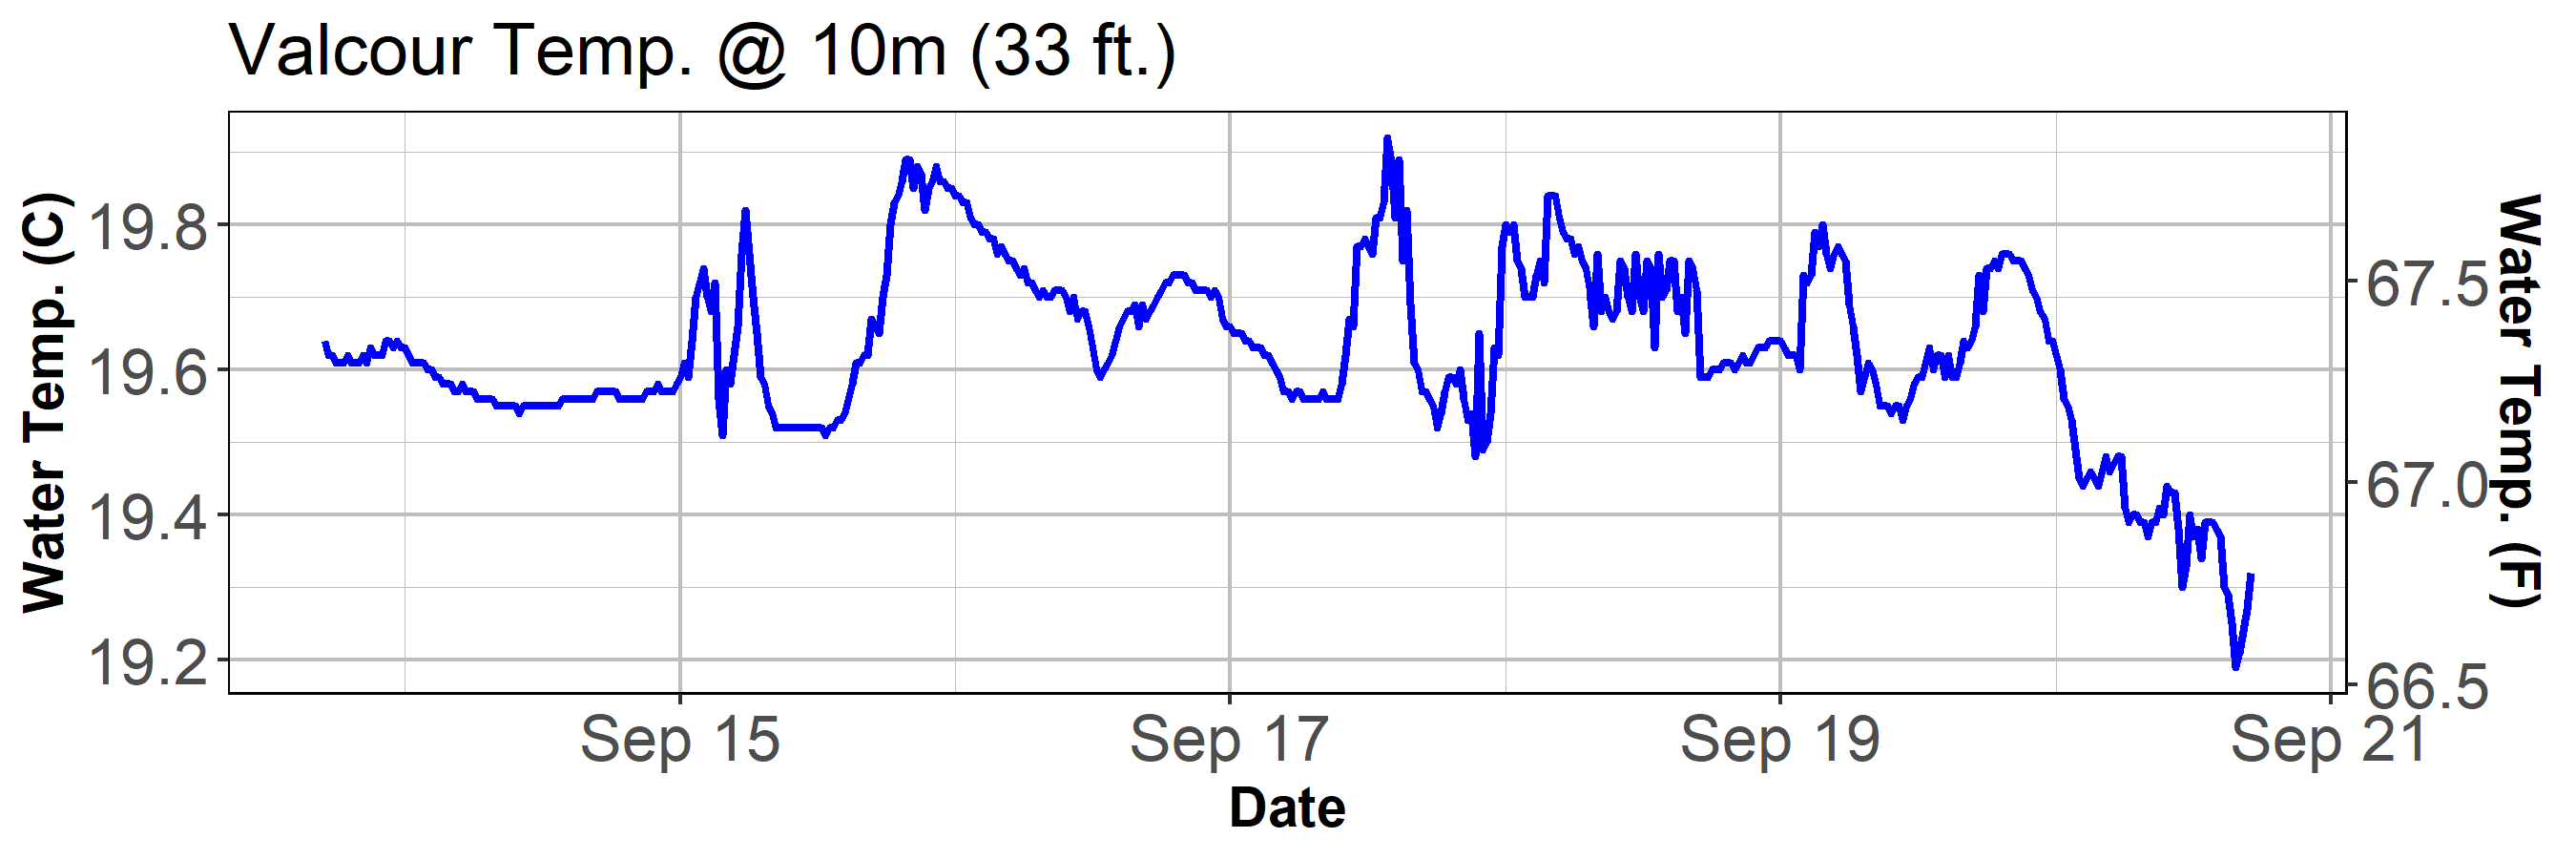 Valcour Temp. @ 10m (33 ft.)
Water Temp. (C)
19.8
19.6
19.4
19.2
67.5
67.0
66.5
Water Temp. (F)
Sep 15
Sep 17
Sep 19
Sep 21
Date